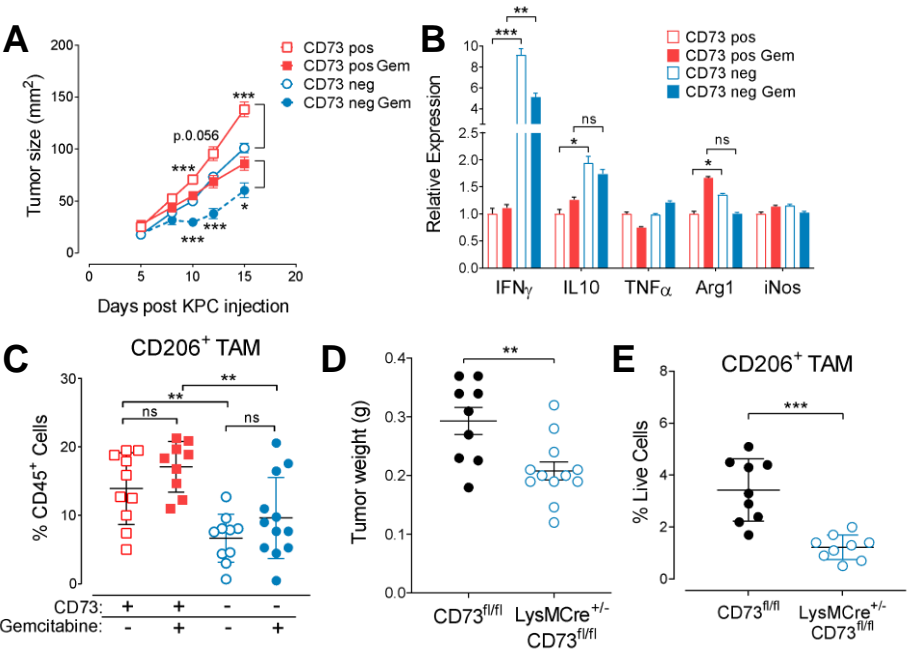 A
Tumor size (mm²)
200
150
100
50
0
0 5 10 15 20
Days post KPC injection
CD73 pos
CD73 pos Gem
CD73 neg
CD73 neg Gem
***
p.0.056
***
***
***
*
B
Relative Expression
10
8
6
4
2.5
2.0
1.5
1.0
0.5
0.0
**
***
ns
*
ns
*
IFNγ IL10 TNFα Arg1 iNos
CD73 pos
CD73 pos Gem
CD73 neg
CD73 neg Gem
C
CD206⁺ TAM
% CD45⁺ Cells
30
20
10
0
**
**
ns
ns
CD73: + + - -
Gemcitabine: - + - +
D
Tumor weight (g)
0.4
0.3
0.2
0.1
0.0
**
CD73fl/fl
LysMCre+/-
CD73fl/fl
E
CD206⁺ TAM
% Live Cells
8
6
4
2
0
***
CD73fl/fl
LysMCre+/-
CD73fl/fl